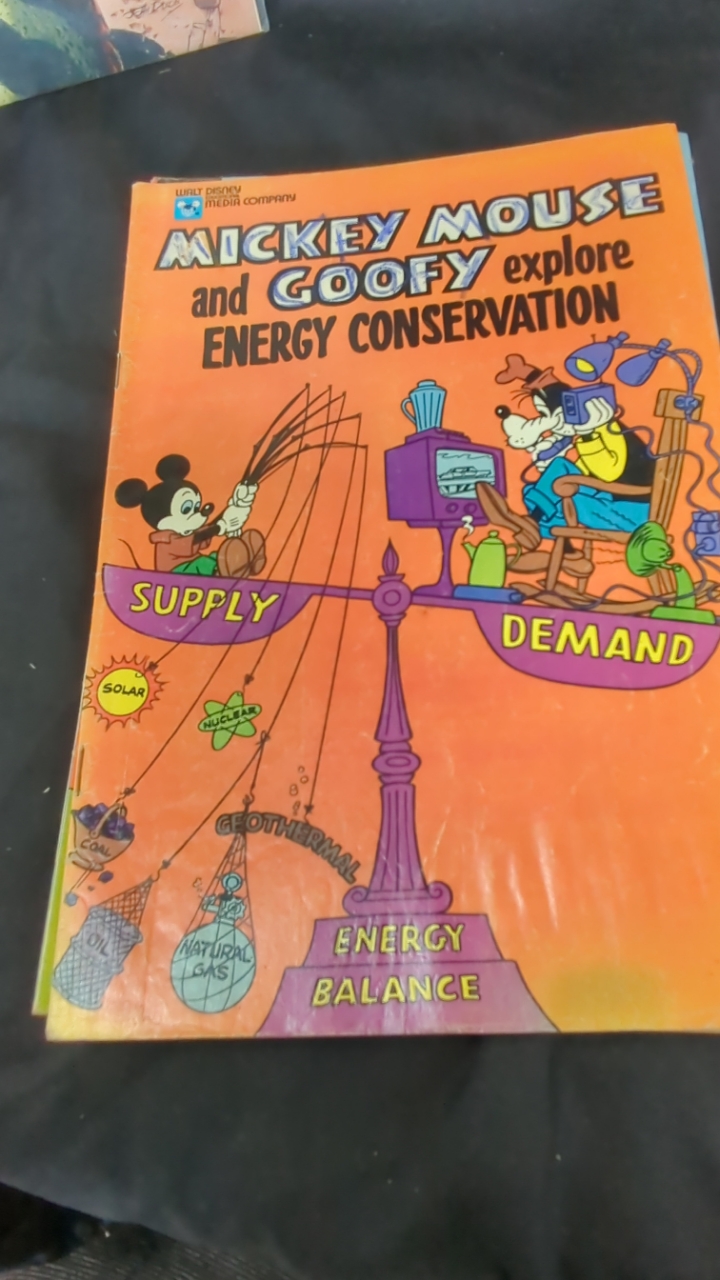 WALT DISNEY
EDUCATIONAL
MEDIA COMPANY
MICKEY MOUSE
and GOOFY explore
ENERGY CONSERVATION
SUPPLY
DEMAND
SOLAR
NUCLEAR
GEOTHERMAL
COAL
OIL
NATURAL
GAS
ENERGY
BALANCE